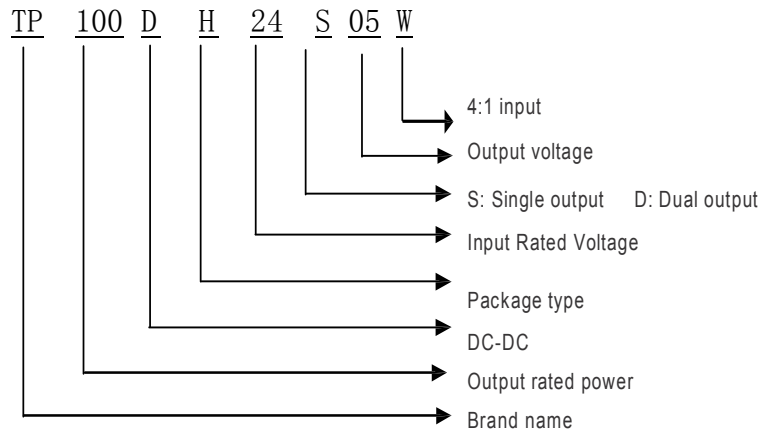 TP 100 D H 24 S 05 W
4:1 input
Output voltage
S: Single output D: Dual output
Input Rated Voltage
Package type
DC-DC
Output rated power
Brand name